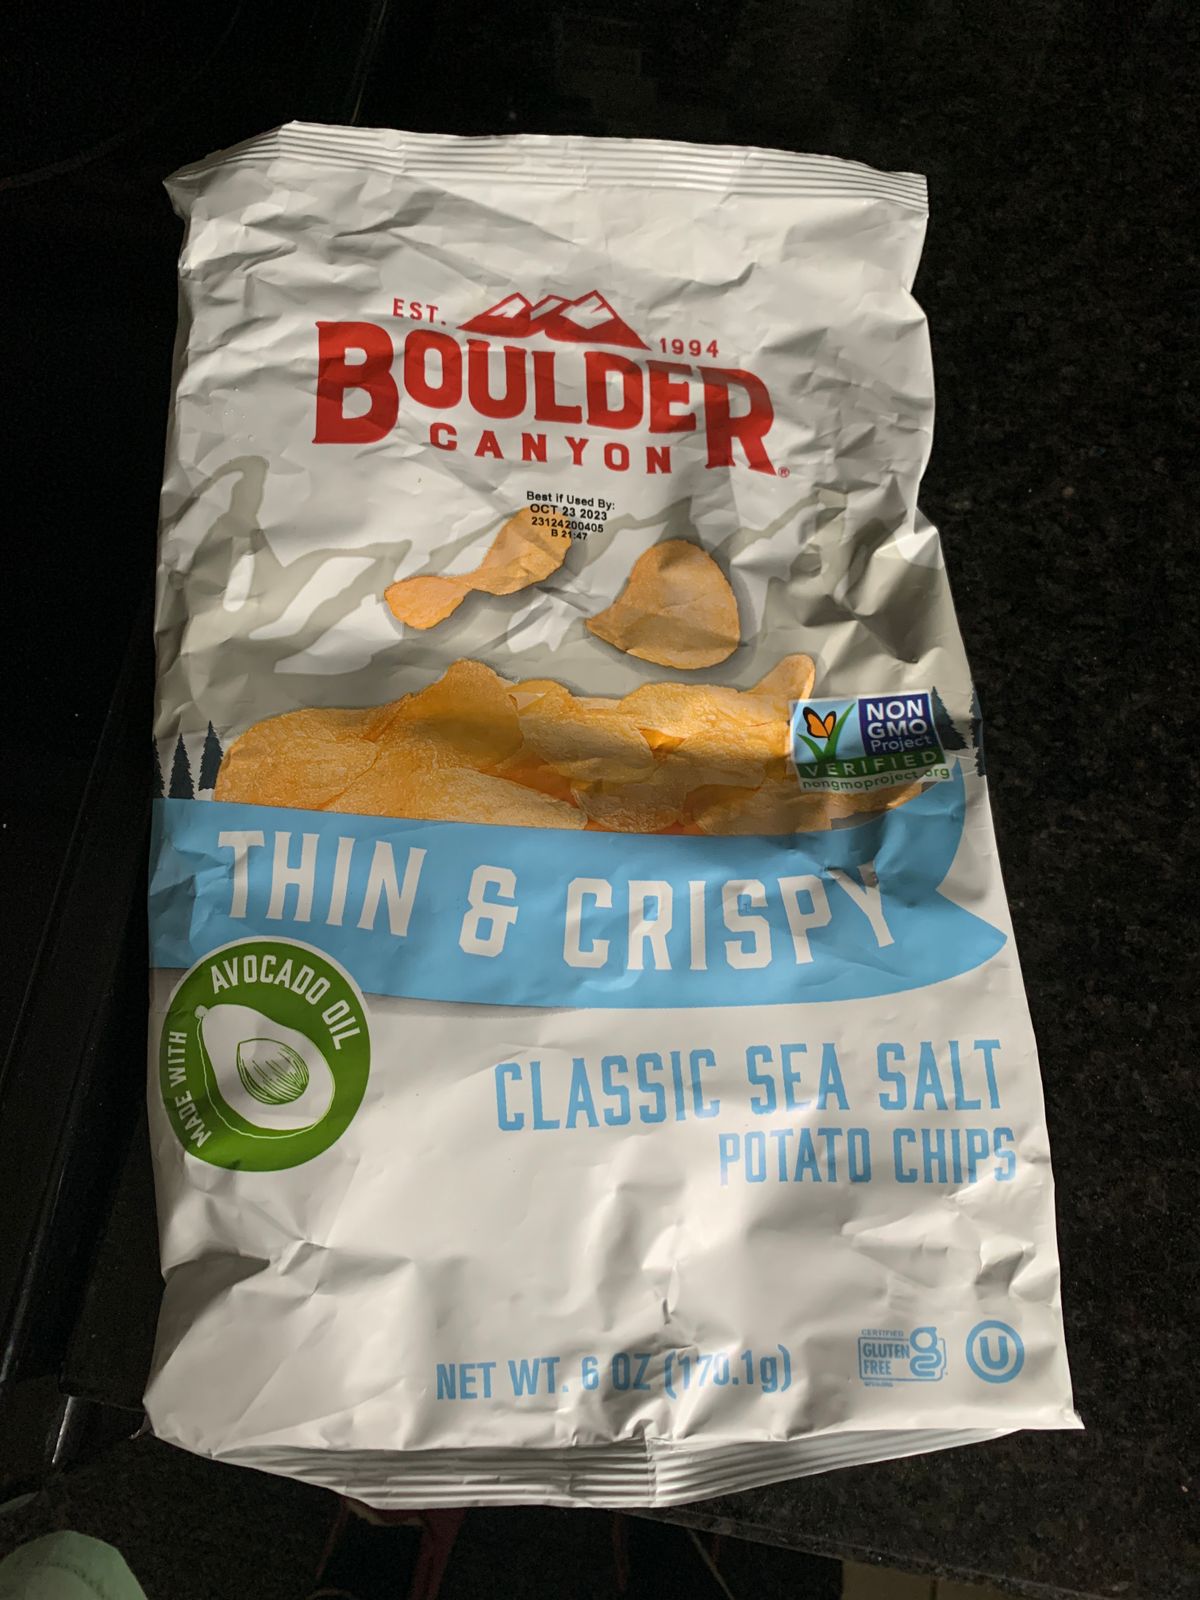 EST. 1994
BOULDER
CANYON®
Best if Used By:
OCT 23 2023
23124200405
B 21:47
NON
GMO
Project
VERIFIED
nongmoproject.org
THIN & CRISPY
MADE WITH AVOCADO OIL
CLASSIC SEA SALT
POTATO CHIPS
NET WT. 6 OZ (170.1g)
CERTIFIED
GLUTEN
FREE
U